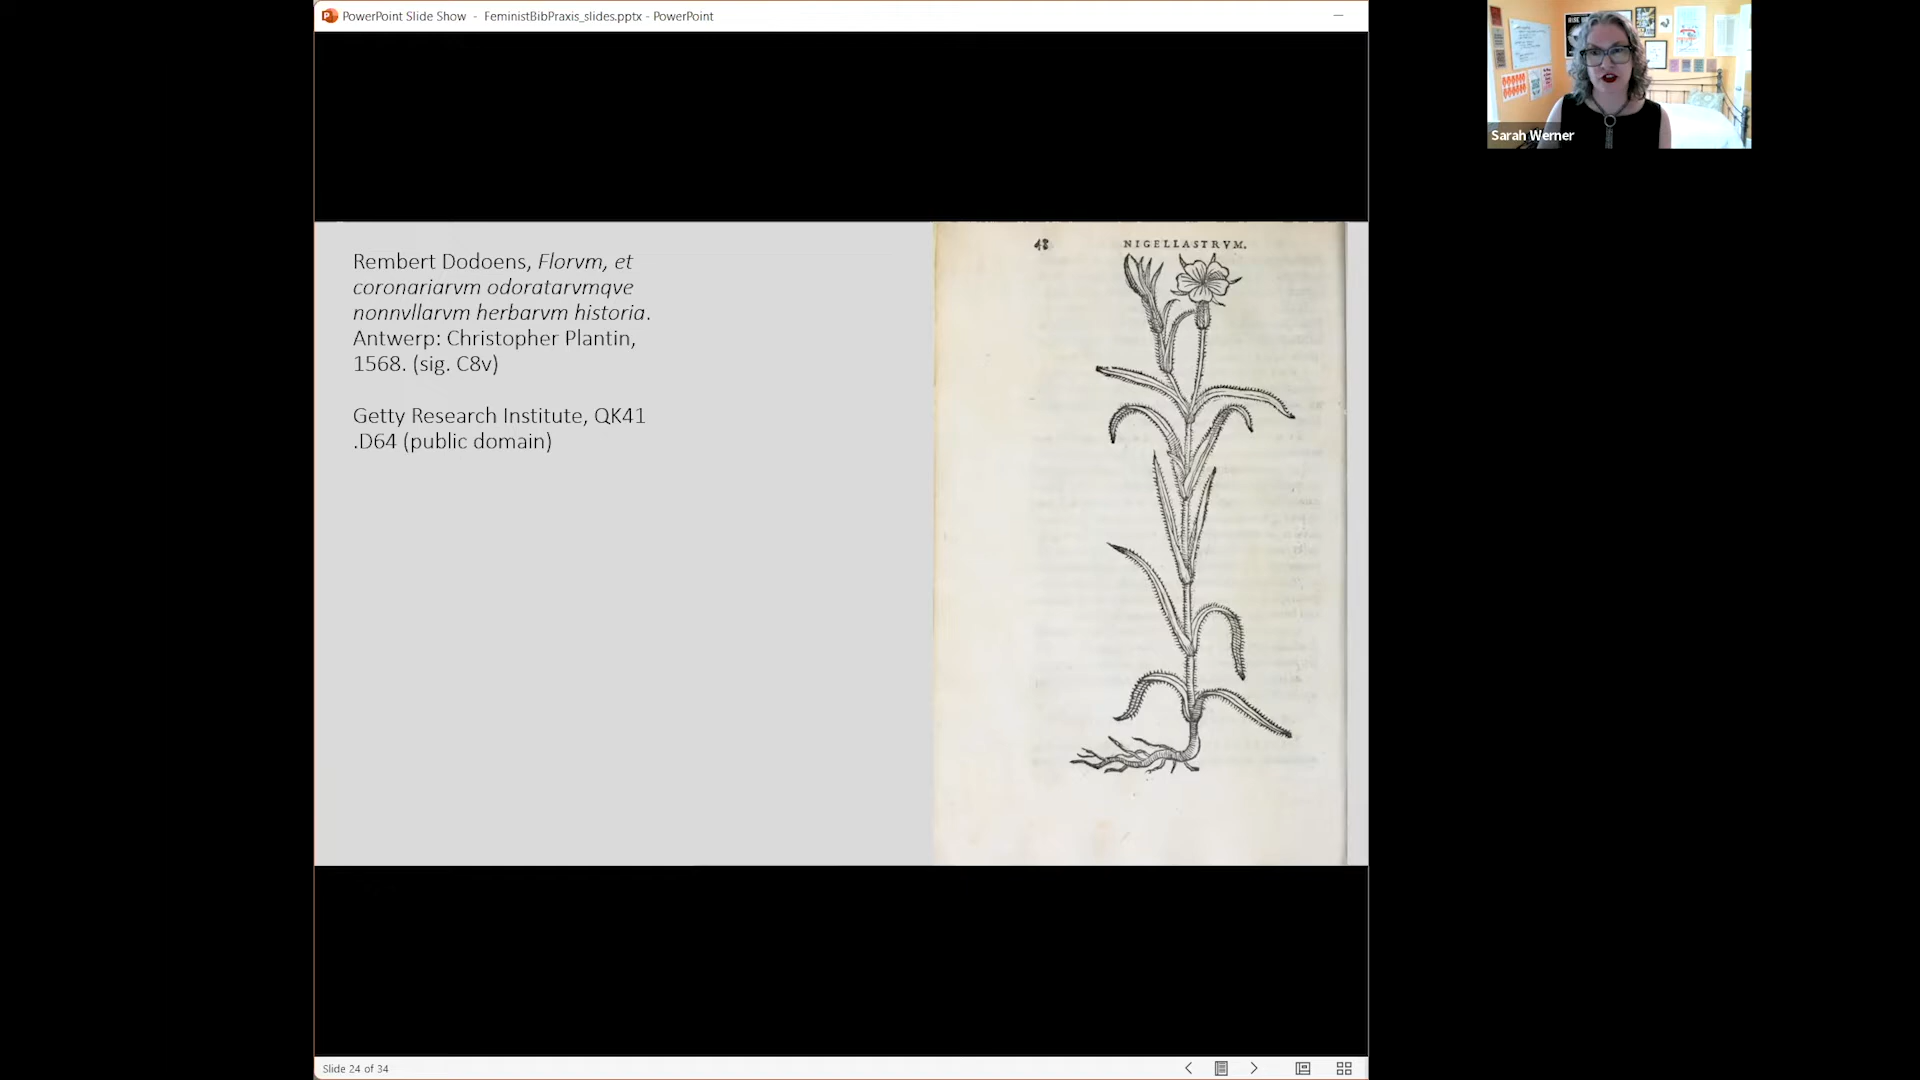 PowerPoint Slide Show - FeministBibPraxis_slides.pptx - PowerPoint
Rembert Dodoens, Florvm, et
coronariarvm odoratarvmqve
nonnvllarvm herbarvm historia.
Antwerp: Christopher Plantin,
1568. (sig. C8v)
Getty Research Institute, QK41
.D64 (public domain)
48 NIGELLASTRVM.
Sarah Werner
Slide 24 of 34